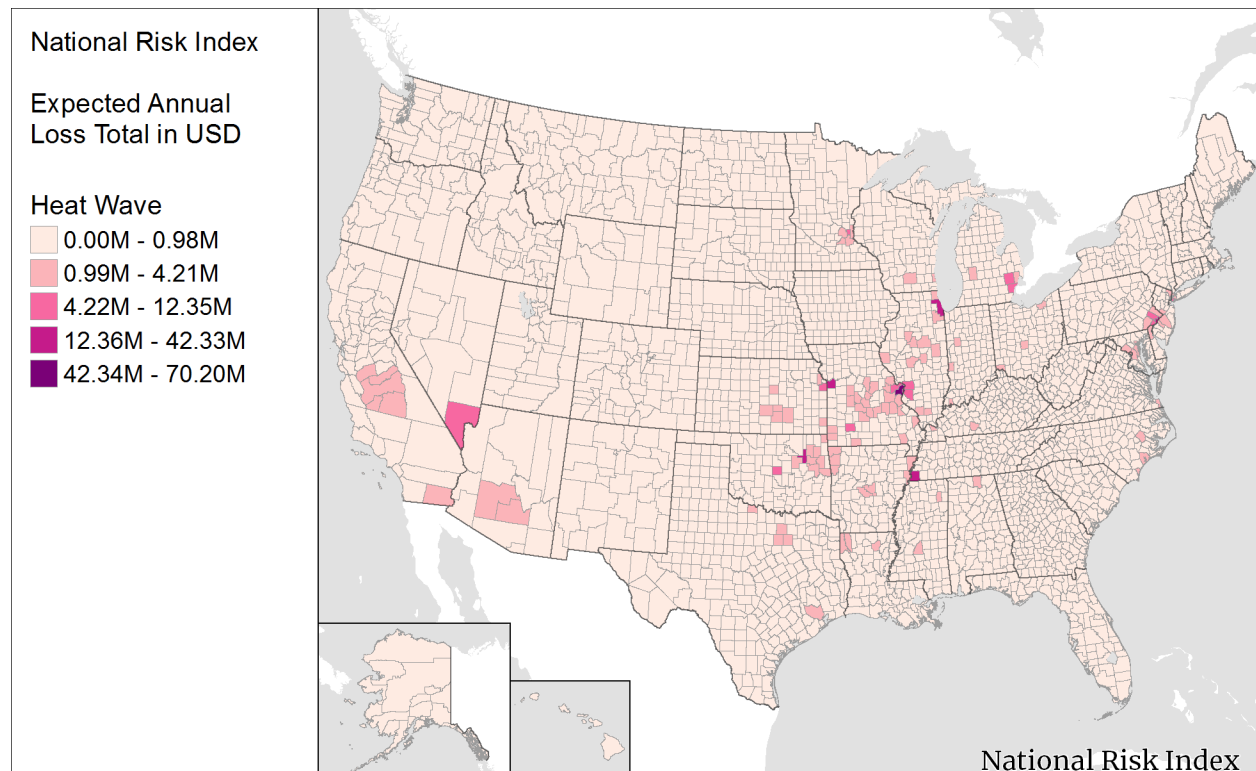 National Risk Index
Expected Annual
Loss Total in USD
Heat Wave
0.00M - 0.98M
0.99M - 4.21M
4.22M - 12.35M
12.36M - 42.33M
42.34M - 70.20M
National Risk Index